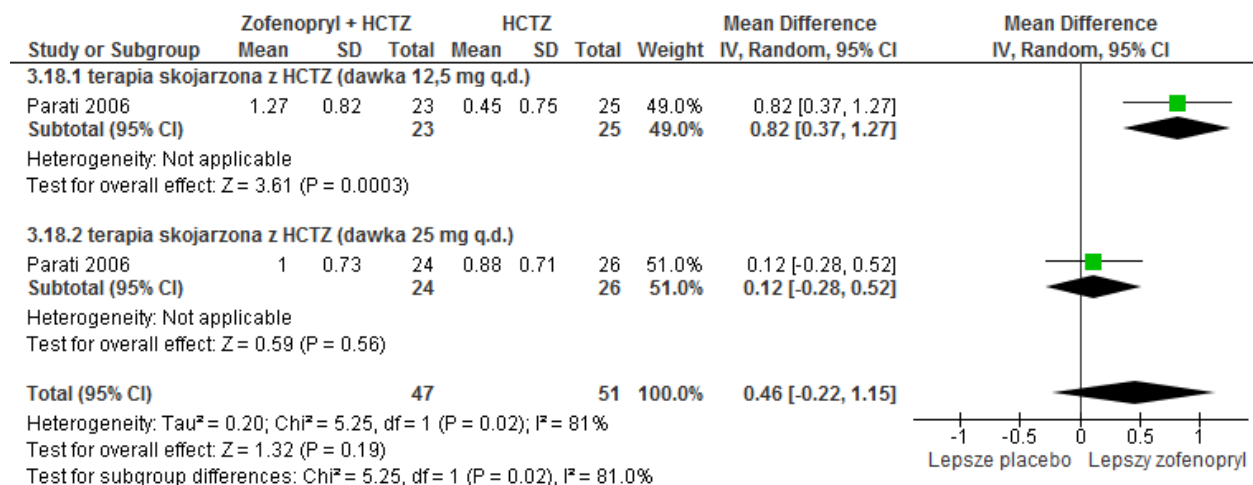 Zofenopryl + HCTZ HCTZ Mean Difference Mean Difference
Study or Subgroup Mean SD Total Mean SD Total Weight IV, Random, 95% CI IV, Random, 95% CI
3.18.1 terapia skojarzona z HCTZ (dawka 12,5 mg q.d.)
Parati 2006 1.27 0.82 23 0.45 0.75 25 49.0% 0.82 [0.37, 1.27]
Subtotal (95% CI) 23 25 49.0% 0.82 [0.37, 1.27]
Heterogeneity: Not applicable
Test for overall effect: Z = 3.61 (P = 0.0003)
3.18.2 terapia skojarzona z HCTZ (dawka 25 mg q.d.)
Parati 2006 1 0.73 24 0.88 0.71 26 51.0% 0.12 [-0.28, 0.52]
Subtotal (95% CI) 24 26 51.0% 0.12 [-0.28, 0.52]
Heterogeneity: Not applicable
Test for overall effect: Z = 0.59 (P = 0.56)
Total (95% CI) 47 51 100.0% 0.46 [-0.22, 1.15]
Heterogeneity: Tau² = 0.20; Chi² = 5.25, df = 1 (P = 0.02); I² = 81%
Test for overall effect: Z = 1.32 (P = 0.19)
Test for subgroup differences: Chi² = 5.25, df = 1 (P = 0.02), I² = 81.0%
-1 -0.5 0 0.5 1
Lepsze placebo Lepszy zofenopryl